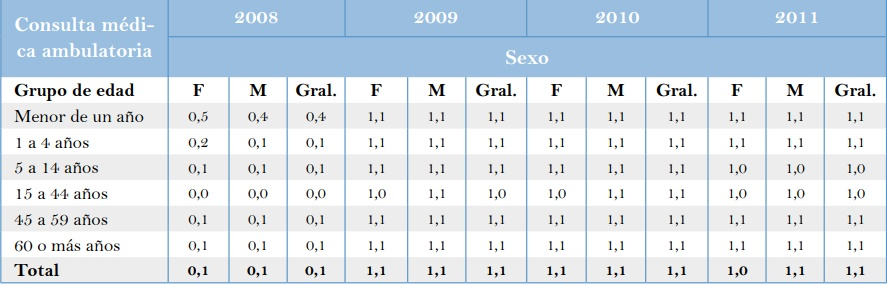 Consulta médi- 2008 2009 2010 2011
ca ambulatoria Sexo
Grupo de edad F M Gral. F M Gral. F M Gral. F M Gral.
Menor de un año 0,5 0,4 0,4 1,1 1,1 1,1 1,1 1,1 1,1 1,1 1,1 1,1
1 a 4 años 0,2 0,1 0,1 1,1 1,1 1,1 1,1 1,1 1,1 1,1 1,1 1,1
5 a 14 años 0,1 0,1 0,1 1,1 1,1 1,1 1,1 1,1 1,1 1,0 1,0 1,0
15 a 44 años 0,0 0,0 0,0 1,0 1,1 1,0 1,0 1,1 1,1 1,0 1,0 1,0
45 a 59 años 0,1 0,1 0,1 1,1 1,1 1,1 1,1 1,1 1,1 1,1 1,1 1,1
60 o más años 0,1 0,1 0,1 1,1 1,1 1,1 1,1 1,1 1,1 1,1 1,1 1,1
Total 0,1 0,1 0,1 1,1 1,1 1,1 1,1 1,1 1,1 1,0 1,1 1,1